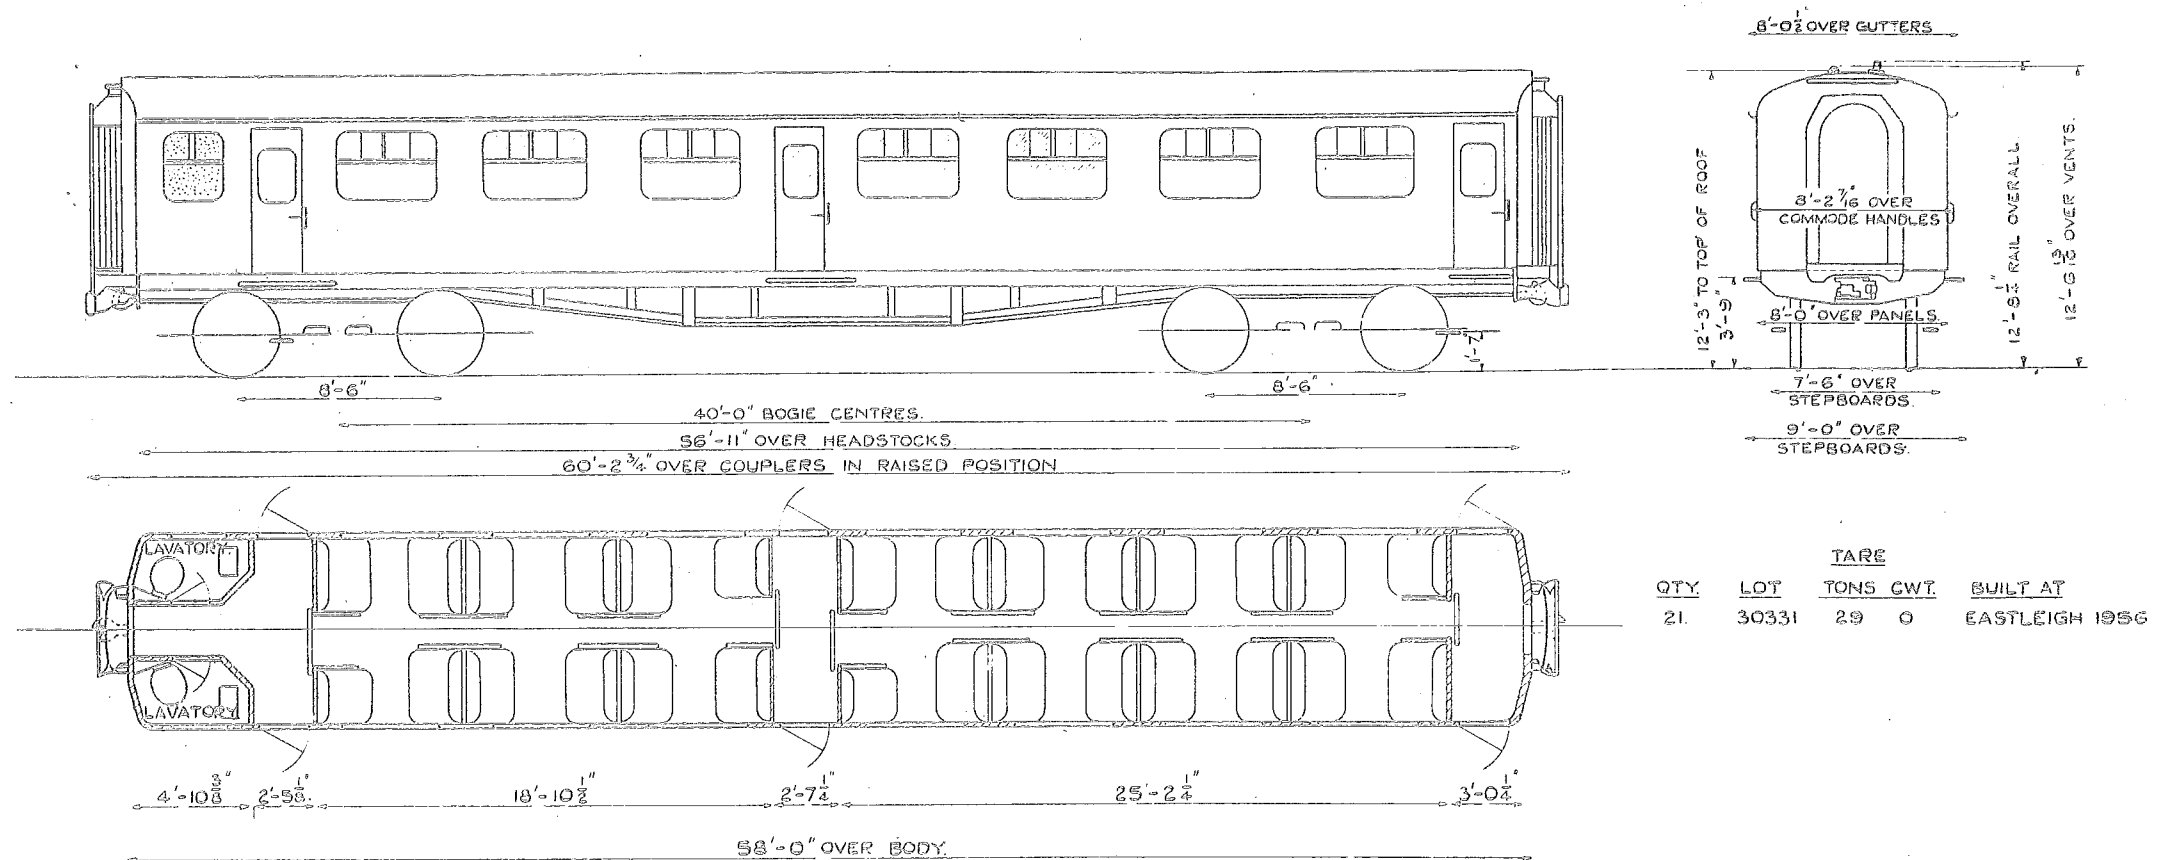 8'-0½" OVER GUTTERS
12'-3" TO TOP OF ROOF
3'-9"
8'-2 7/16" OVER
COMMODE HANDLES
8'-0" OVER PANELS.
12'-8¼" RAIL OVERALL
12'-6 13/16" OVER VENTS.
1'-7"
8'-6"
8'-6"
7'-6" OVER
STEPBOARDS.
40'-0" BOGIE CENTRES.
56'-11" OVER HEADSTOCKS.
9'-0" OVER
STEPBOARDS.
60'-2¾" OVER COUPLERS IN RAISED POSITION
LAVATORY.
LAVATORY.
TARE
QTY. LOT TONS CWT. BUILT AT
21. 30331 29 0 EASTLEIGH 1956
4'-10⅜" 2'-5⅛" 18'-10½" 2'-7¼" 25'-2¼" 3'-0¼"
58'-0" OVER BODY.